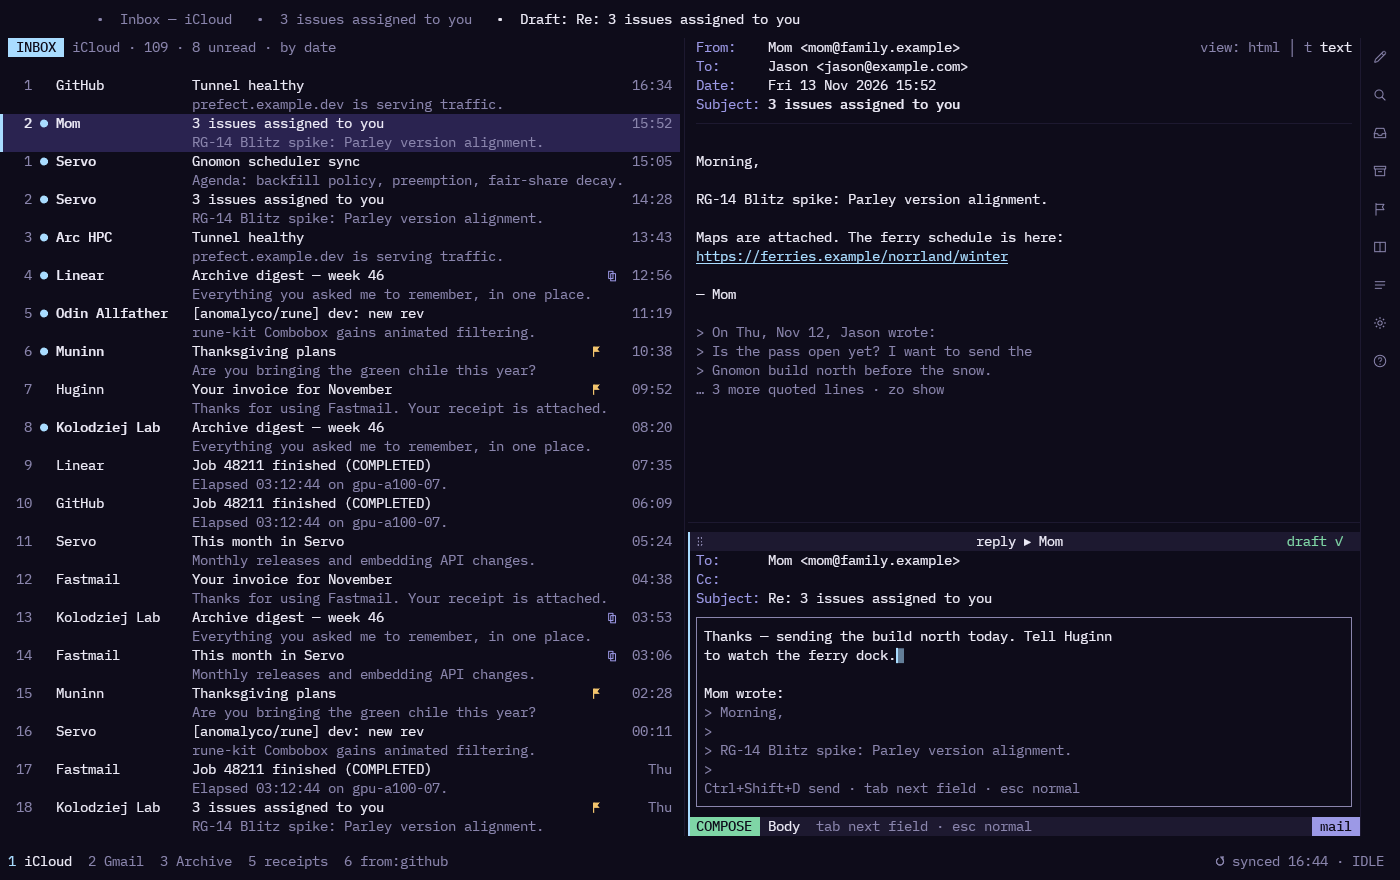 • Inbox — iCloud • 3 issues assigned to you • Draft: Re: 3 issues assigned to you
INBOX iCloud · 109 · 8 unread · by date
1 GitHub Tunnel healthy 16:34
prefect.example.dev is serving traffic.
2 Mom 3 issues assigned to you 15:52
RG-14 Blitz spike: Parley version alignment.
1 Servo Gnomon scheduler sync 15:05
Agenda: backfill policy, preemption, fair-share decay.
2 Servo 3 issues assigned to you 14:28
RG-14 Blitz spike: Parley version alignment.
3 Arc HPC Tunnel healthy 13:43
prefect.example.dev is serving traffic.
4 Linear Archive digest — week 46 12:56
Everything you asked me to remember, in one place.
5 Odin Allfather [anomalyco/rune] dev: new rev 11:19
rune-kit Combobox gains animated filtering.
6 Muninn Thanksgiving plans 10:38
Are you bringing the green chile this year?
7 Huginn Your invoice for November 09:52
Thanks for using Fastmail. Your receipt is attached.
8 Kolodziej Lab Archive digest — week 46 08:20
Everything you asked me to remember, in one place.
9 Linear Job 48211 finished (COMPLETED) 07:35
Elapsed 03:12:44 on gpu-a100-07.
10 GitHub Job 48211 finished (COMPLETED) 06:09
Elapsed 03:12:44 on gpu-a100-07.
11 Servo This month in Servo 05:24
Monthly releases and embedding API changes.
12 Fastmail Your invoice for November 04:38
Thanks for using Fastmail. Your receipt is attached.
13 Kolodziej Lab Archive digest — week 46 03:53
Everything you asked me to remember, in one place.
14 Fastmail This month in Servo 03:06
Monthly releases and embedding API changes.
15 Muninn Thanksgiving plans 02:28
Are you bringing the green chile this year?
16 Servo [anomalyco/rune] dev: new rev 00:11
rune-kit Combobox gains animated filtering.
17 Fastmail Job 48211 finished (COMPLETED) Thu
Elapsed 03:12:44 on gpu-a100-07.
18 Kolodziej Lab 3 issues assigned to you Thu
RG-14 Blitz spike: Parley version alignment.
From: Mom <mom@family.example> view: html │ t text
To: Jason <jason@example.com>
Date: Fri 13 Nov 2026 15:52
Subject: 3 issues assigned to you
Morning,
RG-14 Blitz spike: Parley version alignment.
Maps are attached. The ferry schedule is here:
https://ferries.example/norrland/winter
— Mom
> On Thu, Nov 12, Jason wrote:
> Is the pass open yet? I want to send the
> Gnomon build north before the snow.
… 3 more quoted lines · zo show
reply ▸ Mom draft ✓
To: Mom <mom@family.example>
Cc:
Subject: Re: 3 issues assigned to you
Thanks — sending the build north today. Tell Huginn
to watch the ferry dock.
Mom wrote:
> Morning,
>
> RG-14 Blitz spike: Parley version alignment.
>
Ctrl+Shift+D send · tab next field · esc normal
COMPOSE Body tab next field · esc normal mail
1 iCloud 2 Gmail 3 Archive 5 receipts 6 from:github synced 16:44 · IDLE